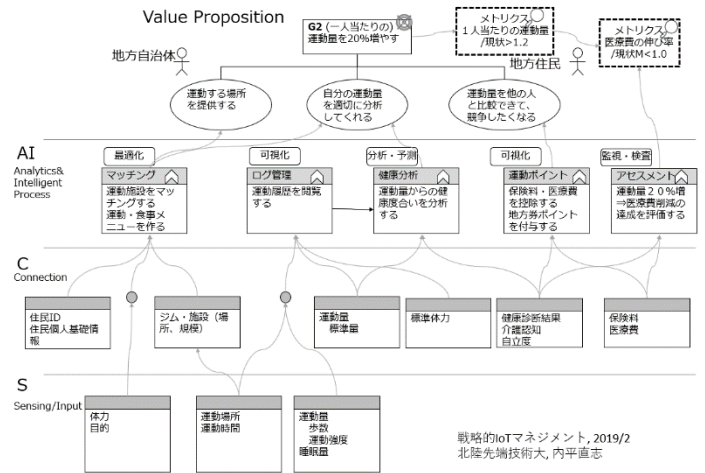 Value Proposition
G2 (一人当たりの)
運動量を20%増やす
メトリクス
1人当たりの運動量
/現状>1.2
メトリクス
医療費の伸び率
/現状M<1.0
地方自治体
地方住民
運動する場所
を提供する
自分の運動量
を適切に分析
してくれる
運動量を他の人
と比較できて、
競争したくなる
AI
Analytics&
Intelligent
Process
最適化
マッチング
運動施設をマッ
チングする
運動・食事メ
ニューを作る
可視化
ログ管理
運動履歴を閲覧
する
分析・予測
健康分析
運動量からの健
康度合いを分析
する
可視化
運動ポイント
保険料・医療費
を控除する
地方券ポイント
を付与する
監視・検査
アセスメント
運動量20%増
⇒医療費削減の
達成を評価する
C
Connection
住民ID
住民個人基礎情
報
ジム・施設（場
所、規模）
運動量
標準量
標準体力
健康診断結果
介護認知
自立度
保険料
医療費
S
Sensing/Input
体力
目的
運動場所
運動時間
運動量
歩数
運動強度
睡眠量
戦略的IoTマネジメント, 2019/2
北陸先端技術大, 内平直志